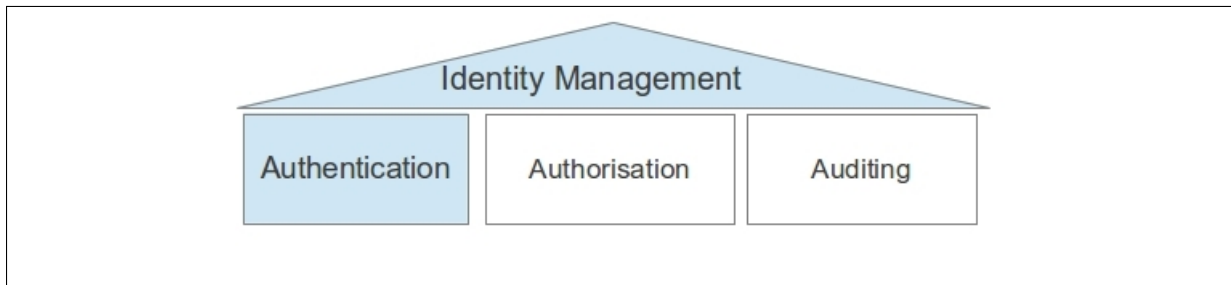 Identity Management
Authentication
Authorisation
Auditing